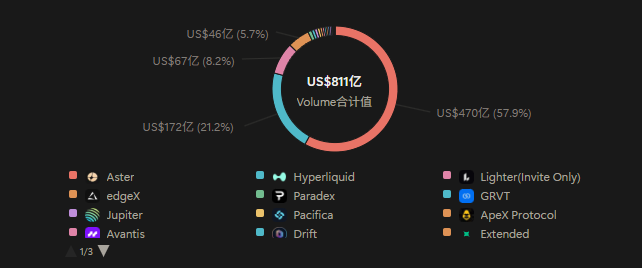 US$46亿 (5.7%)
US$67亿 (8.2%)
US$811亿
Volume合计值
US$470亿 (57.9%)
US$172亿 (21.2%)
Aster
Hyperliquid
Lighter(Invite Only)
edgeX
Paradex
GRVT
Jupiter
Pacifica
ApeX Protocol
Avantis
Drift
Extended
1/3